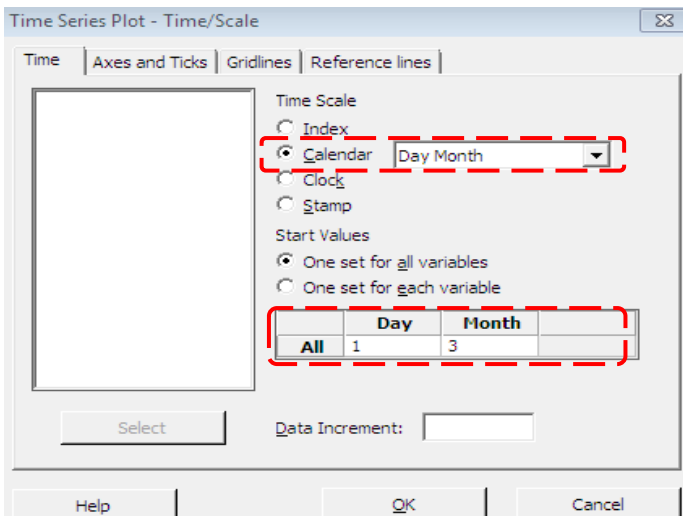 Time Series Plot - Time/Scale
Time Axes and Ticks Gridlines Reference lines
Time Scale
Index
Calendar Day Month
Clock
Stamp
Start Values
One set for all variables
One set for each variable
Day Month
All 1 3
Select Data Increment:
Help OK Cancel